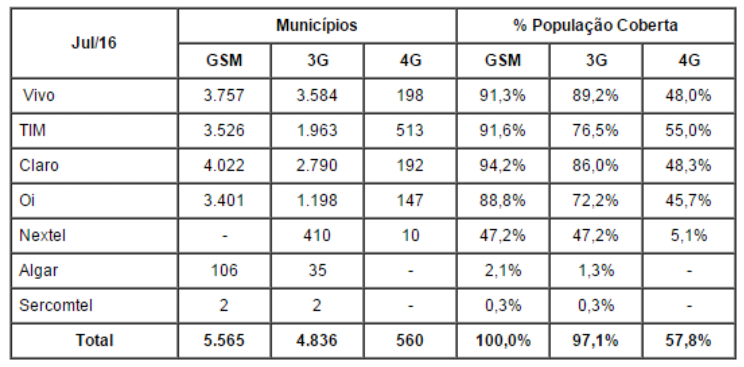 Jul/16 Municípios % População Coberta
GSM 3G 4G GSM 3G 4G
Vivo 3.757 3.584 198 91,3% 89,2% 48,0%
TIM 3.526 1.963 513 91,6% 76,5% 55,0%
Claro 4.022 2.790 192 94,2% 86,0% 48,3%
Oi 3.401 1.198 147 88,8% 72,2% 45,7%
Nextel - 410 10 47,2% 47,2% 5,1%
Algar 106 35 - 2,1% 1,3% -
Sercomtel 2 2 - 0,3% 0,3% -
Total 5.565 4.836 560 100,0% 97,1% 57,8%